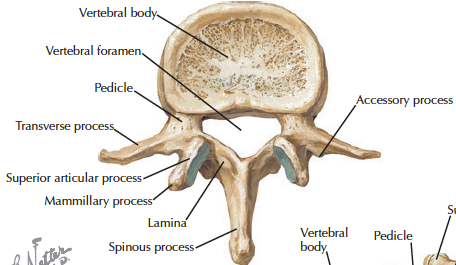 Vertebral body
Vertebral foramen
Pedicle
Accessory process
Transverse process
Superior articular process
Mammillary process
Lamina
Spinous process
Vertebral
body
Pedicle